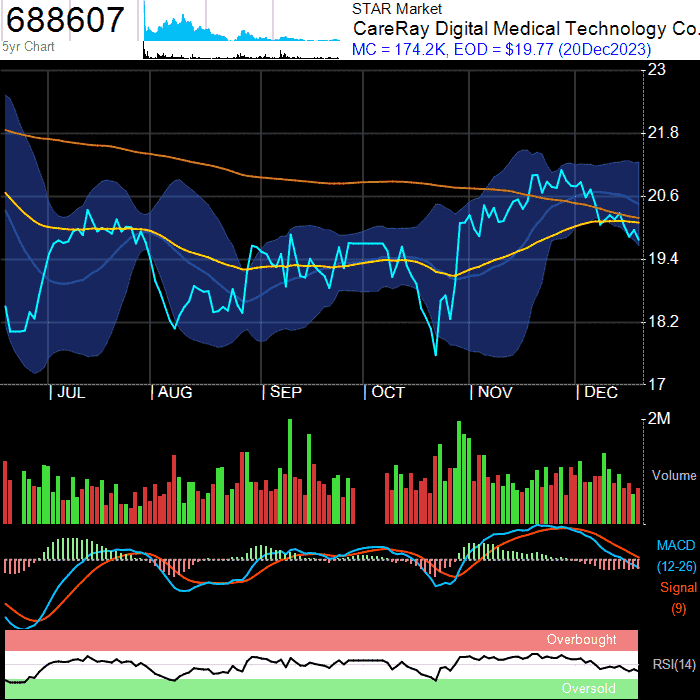 688607
5yr Chart
STAR Market
CareRay Digital Medical Technology Co.
MC = 174.2K, EOD = $19.77 (20Dec2023)
23
21.8
20.6
19.4
18.2
17
| JUL | AUG | SEP | OCT | NOV | DEC
2M
Volume
MACD
(12-26)
Signal
(9)
Overbought
RSI(14)
Oversold